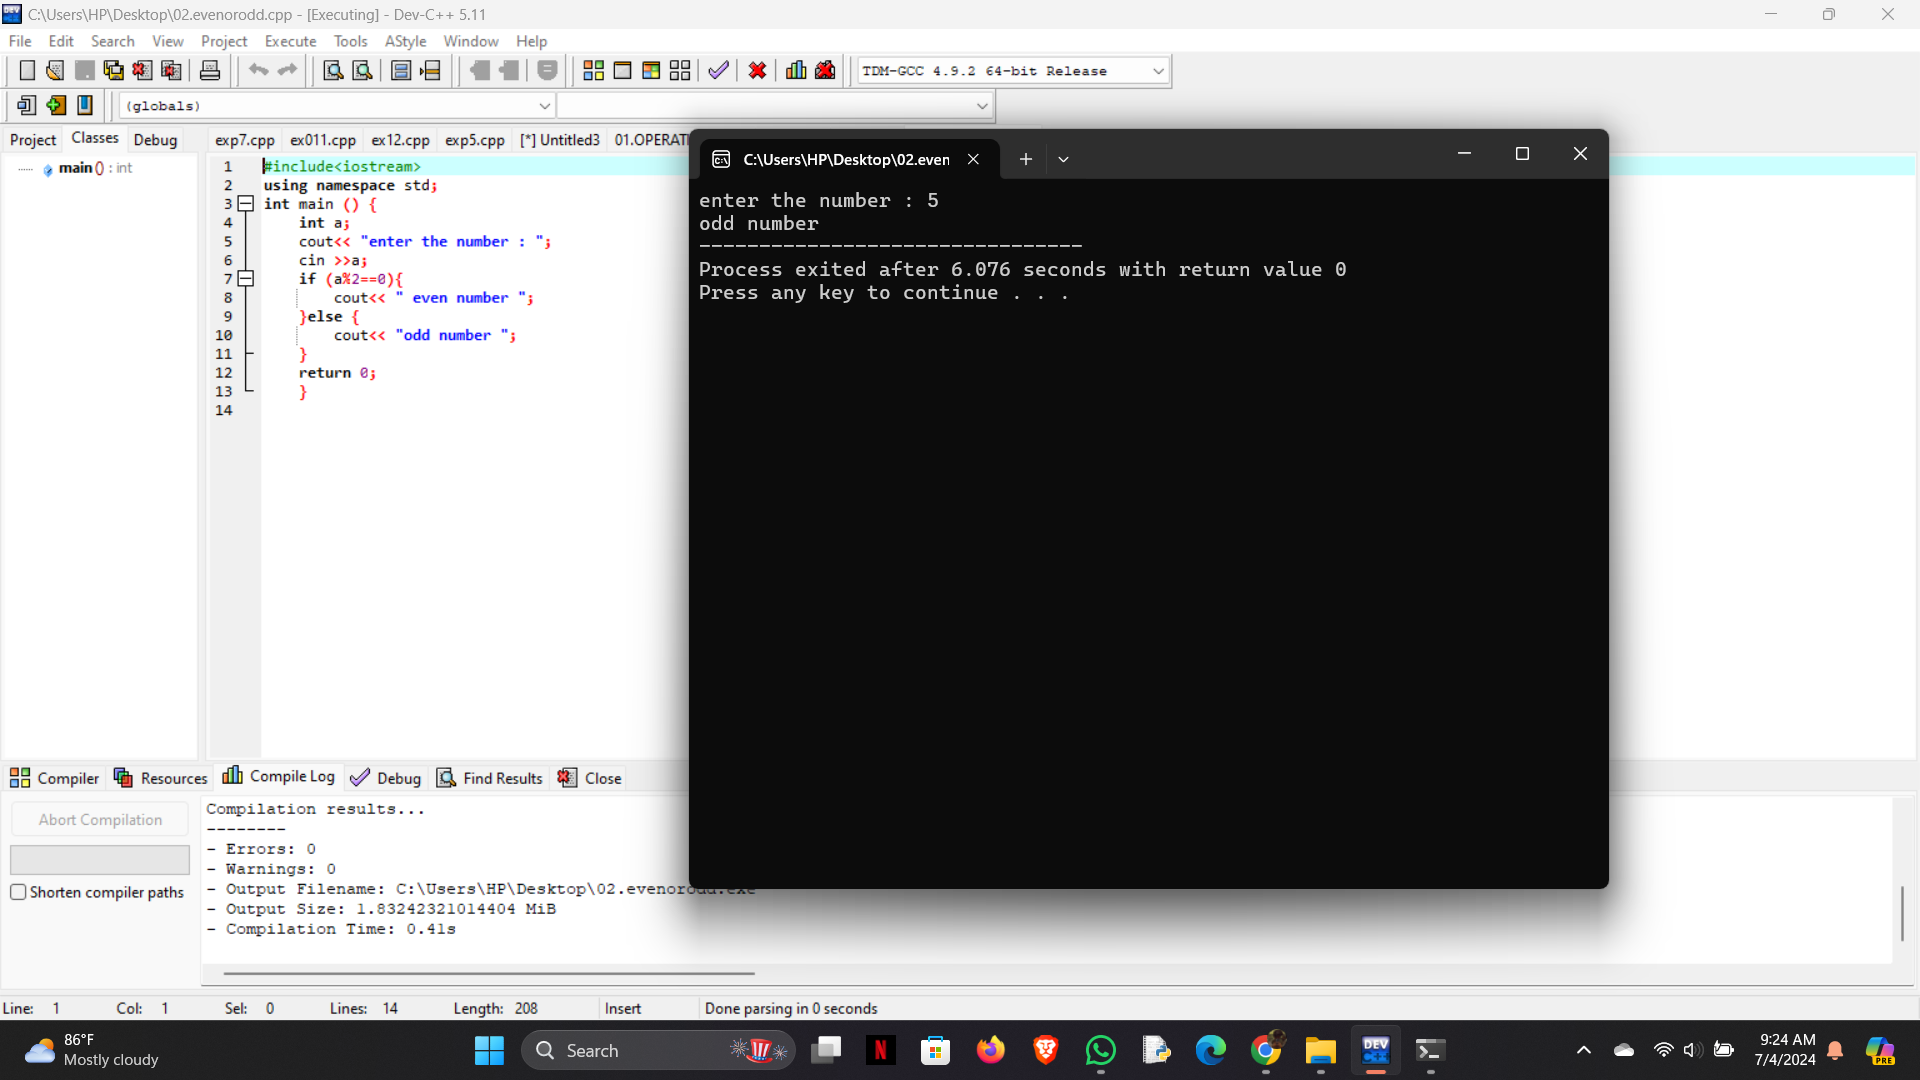 C:\Users\HP\Desktop\02.evenorodd.cpp - [Executing] - Dev-C++ 5.11
File Edit Search View Project Execute Tools AStyle Window Help
TDM-GCC 4.9.2 64-bit Release
(globals)
Project Classes Debug
exp7.cpp ex011.cpp ex12.cpp exp5.cpp [*] Untitled3 01.OPERATI
main () : int
1 #include<iostream>
2 using namespace std;
3 int main () {
4 int a;
5 cout<< "enter the number : ";
6 cin >>a;
7 if (a%2==0){
8 cout<< " even number ";
9 }else {
10 cout<< "odd number ";
11 }
12 return 0;
13 }
14
C:\Users\HP\Desktop\02.even
enter the number : 5
odd number
--------------------------------
Process exited after 6.076 seconds with return value 0
Press any key to continue . . .
Compiler Resources Compile Log Debug Find Results Close
Abort Compilation
Shorten compiler paths
Compilation results...
--------
- Errors: 0
- Warnings: 0
- Output Filename: C:\Users\HP\Desktop\02.evenorodd.exe
- Output Size: 1.83242321014404 MiB
- Compilation Time: 0.41s
Line: 1 Col: 1 Sel: 0 Lines: 14 Length: 208 Insert Done parsing in 0 seconds
86°F
Mostly cloudy
Search
DEV
C++
PRE
9:24 AM
7/4/2024